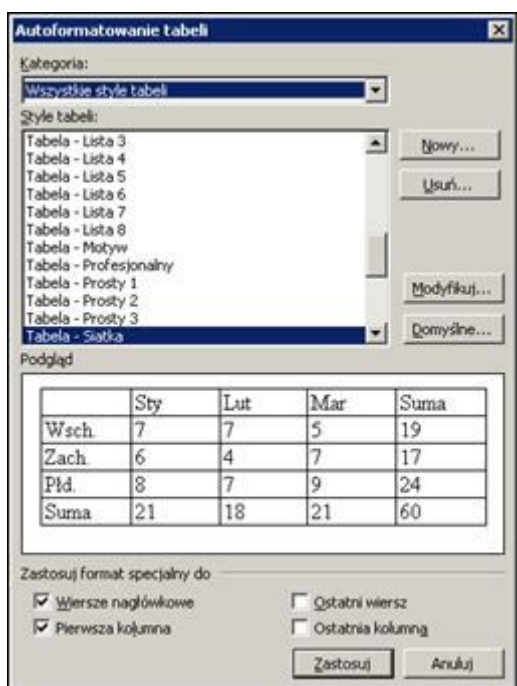 Autoformatowanie tabeli
Kategoria:
Wszystkie style tabeli
Style tabeli:
Tabela - Lista 3
Tabela - Lista 4
Tabela - Lista 5
Tabela - Lista 6
Tabela - Lista 7
Tabela - Lista 8
Tabela - Motyw
Tabela - Profesjonalny
Tabela - Prosty 1
Tabela - Prosty 2
Tabela - Prosty 3
Tabela - Siatka
Nowy...
Usuń...
Modyfikuj...
Domyślne...
Podgląd
Sty Lut Mar Suma
Wsch. 7 7 5 19
Zach. 6 4 7 17
Płd. 8 7 9 24
Suma 21 18 21 60
Zastosuj format specjalny do
Wiersze nagłówkowe
Pierwsza kolumna
Ostatni wiersz
Ostatnia kolumna
Zastosuj Anuluj